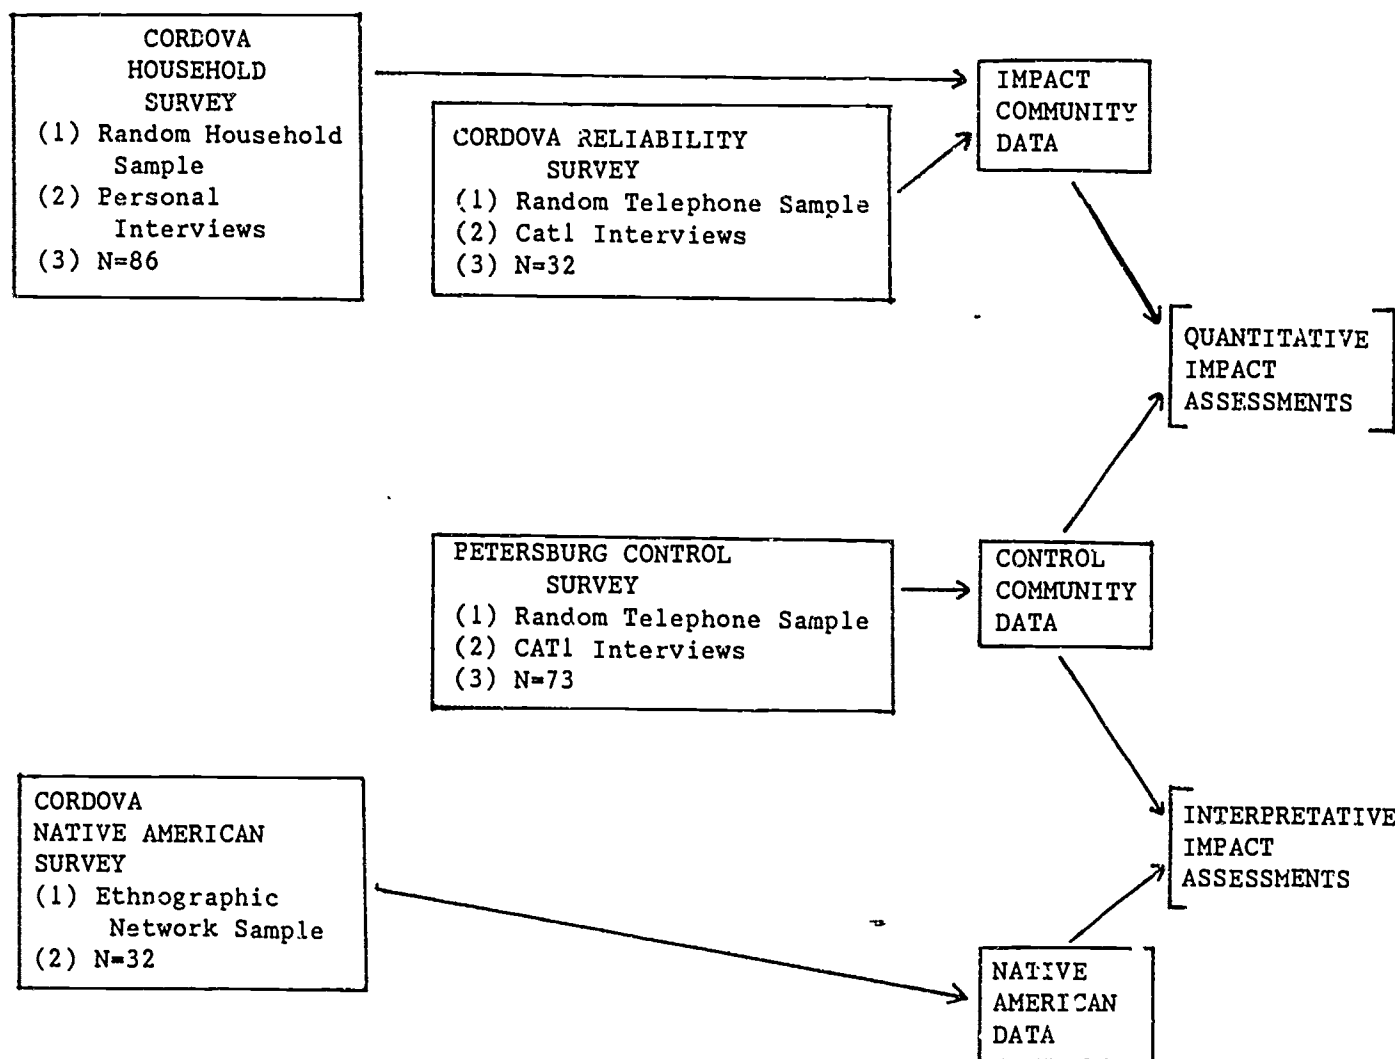 CORDOVA
HOUSEHOLD
SURVEY
(1) Random Household
Sample
(2) Personal
Interviews
(3) N=86
CORDOVA RELIABILITY
SURVEY
(1) Random Telephone Sample
(2) Cat1 Interviews
(3) N=32
IMPACT
COMMUNITY
DATA
QUANTITATIVE
IMPACT
ASSESSMENTS
PETERSBURG CONTROL
SURVEY
(1) Random Telephone Sample
(2) CAT1 Interviews
(3) N=73
CONTROL
COMMUNITY
DATA
CORDOVA
NATIVE AMERICAN
SURVEY
(1) Ethnographic
Network Sample
(2) N=32
INTERPRETATIVE
IMPACT
ASSESSMENTS
NATIVE
AMERICAN
DATA